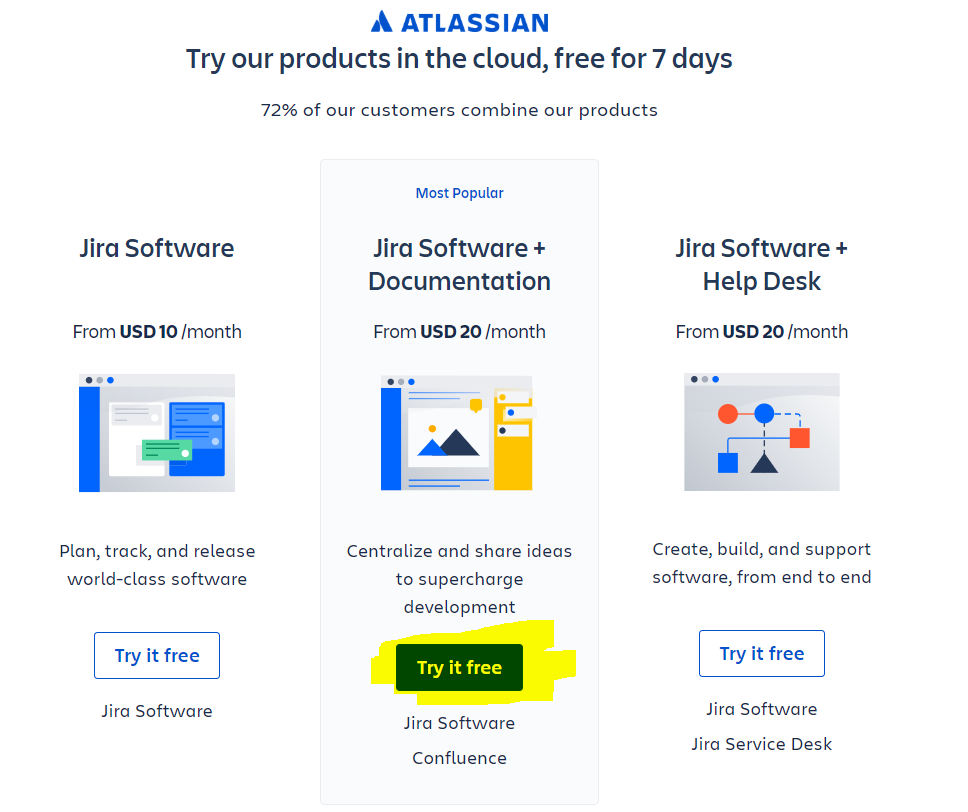 ATLASSIAN
Try our products in the cloud, free for 7 days
72% of our customers combine our products
Jira Software
From USD 10 /month
Plan, track, and release
world-class software
Try it free
Jira Software
Most Popular
Jira Software +
Documentation
From USD 20 /month
Centralize and share ideas
to supercharge
development
Try it free
Jira Software
Confluence
Jira Software +
Help Desk
From USD 20 /month
Create, build, and support
software, from end to end
Try it free
Jira Software
Jira Service Desk